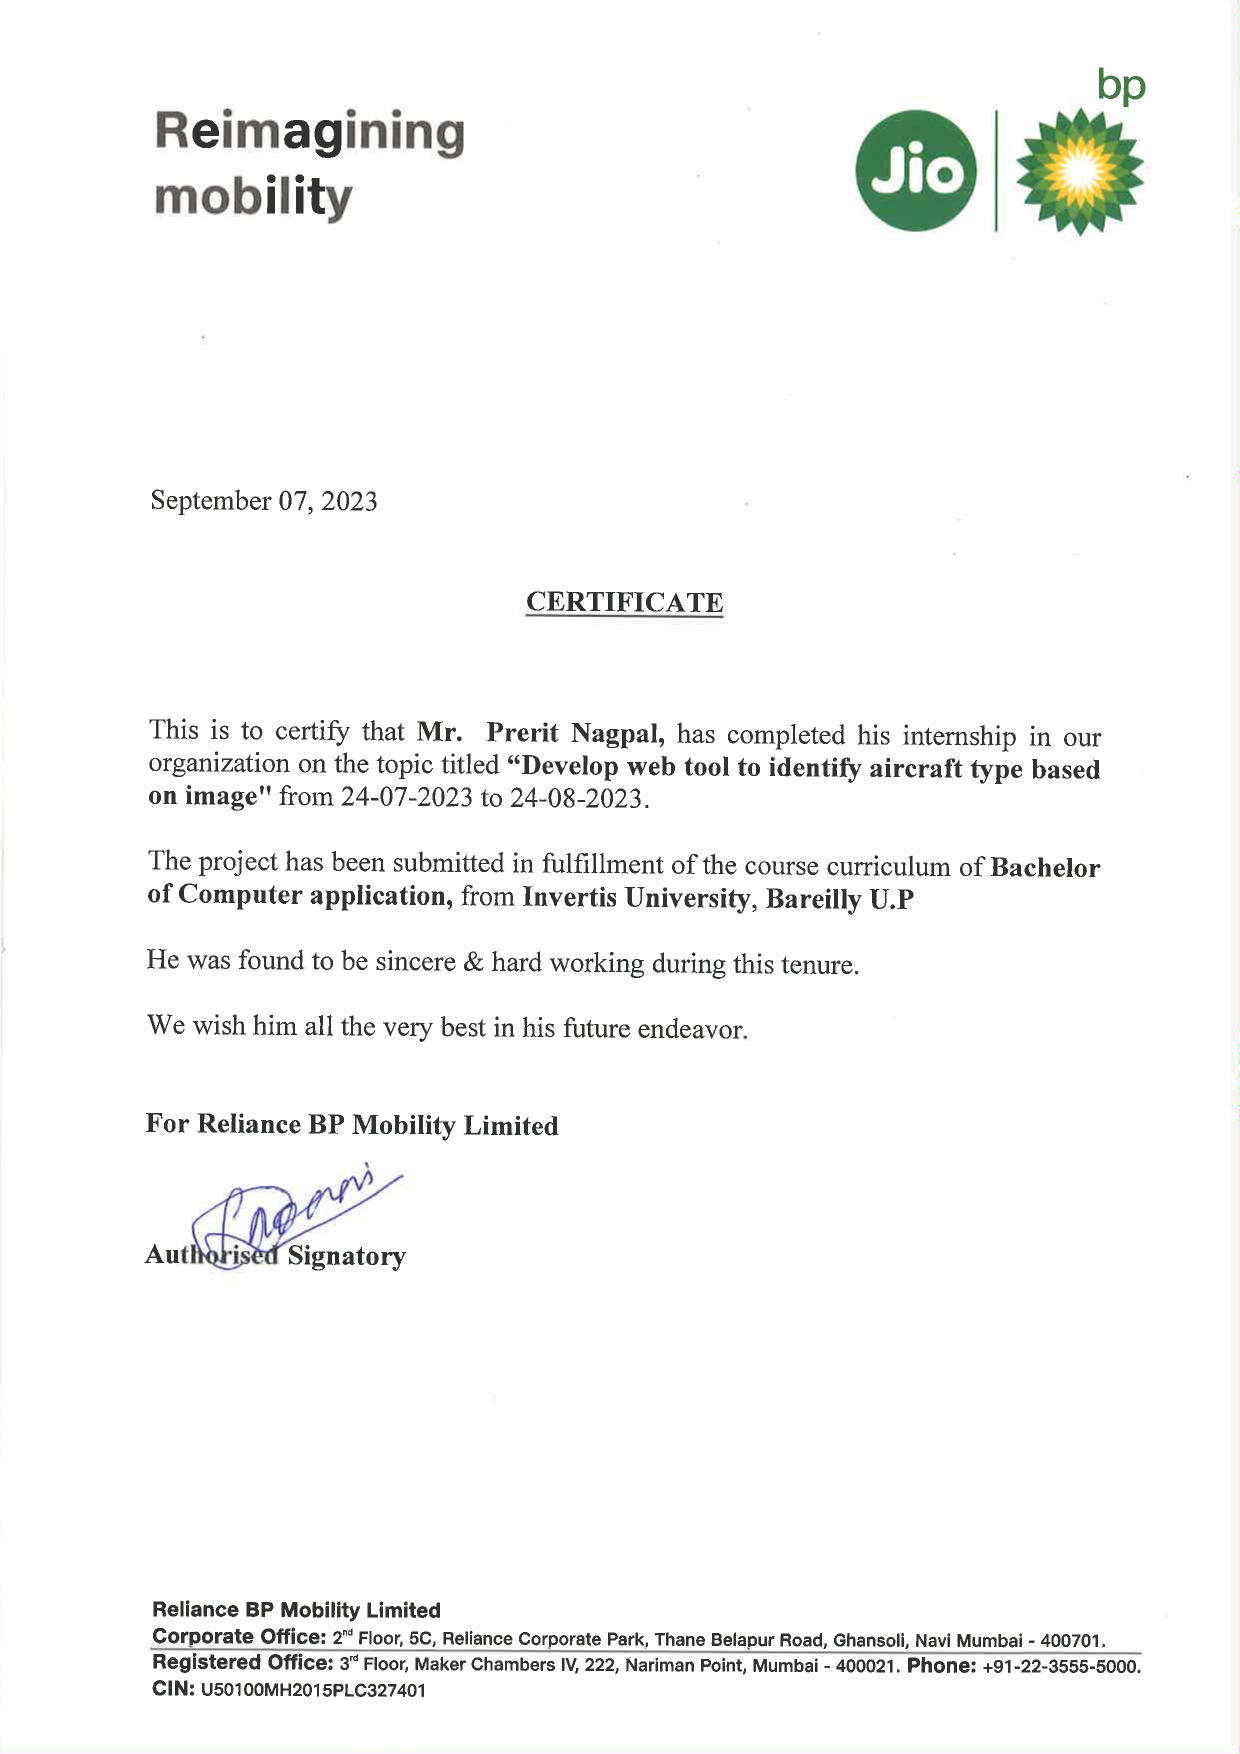 Reimagining
mobility
Jio
bp
September 07, 2023
CERTIFICATE
This is to certify that Mr. Prerit Nagpal, has completed his internship in our
organization on the topic titled “Develop web tool to identify aircraft type based
on image" from 24-07-2023 to 24-08-2023.
The project has been submitted in fulfillment of the course curriculum of Bachelor
of Computer application, from Invertis University, Bareilly U.P
He was found to be sincere & hard working during this tenure.
We wish him all the very best in his future endeavor.
For Reliance BP Mobility Limited
Authorised Signatory
Reliance BP Mobility Limited
Corporate Office: 2nd Floor, 5C, Reliance Corporate Park, Thane Belapur Road, Ghansoli, Navi Mumbai - 400701.
Registered Office: 3rd Floor, Maker Chambers IV, 222, Nariman Point, Mumbai - 400021. Phone: +91-22-3555-5000.
CIN: U50100MH2015PLC327401